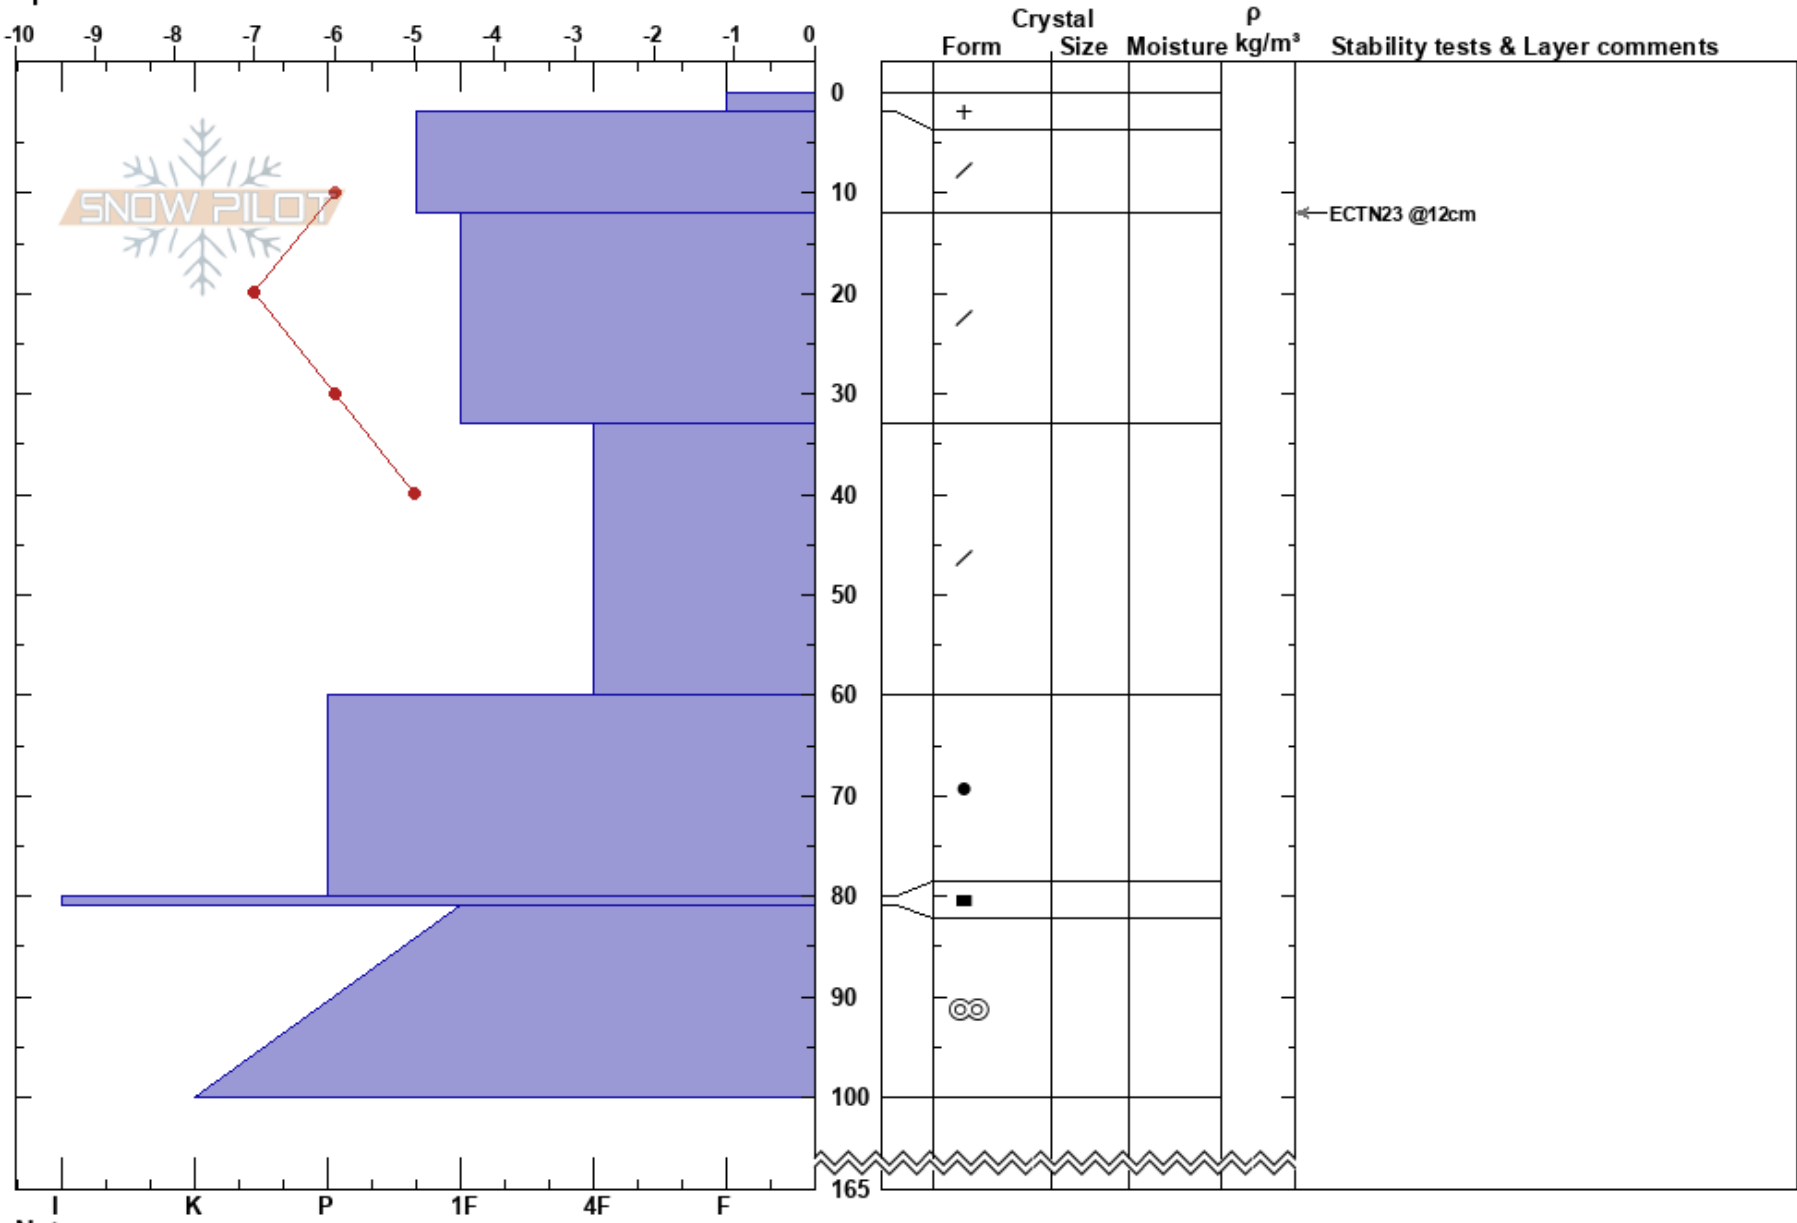 Crystal ρ
-10 -9 -8 -7 -6 -5 -4 -3 -2 -1 0
Form Size Moisture kg/m³ Stability tests & Layer comments
0
SNOW PILOT
10
ECTN23 @12cm
20
30
40
50
60
70
80
90
100
165
I K P 1F 4F F